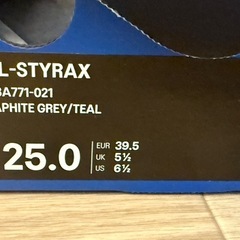 L-STYRAX
BA771-021
APHITE GREY/TEAL
25.0
EUR 39.5
UK 5½
US 6½